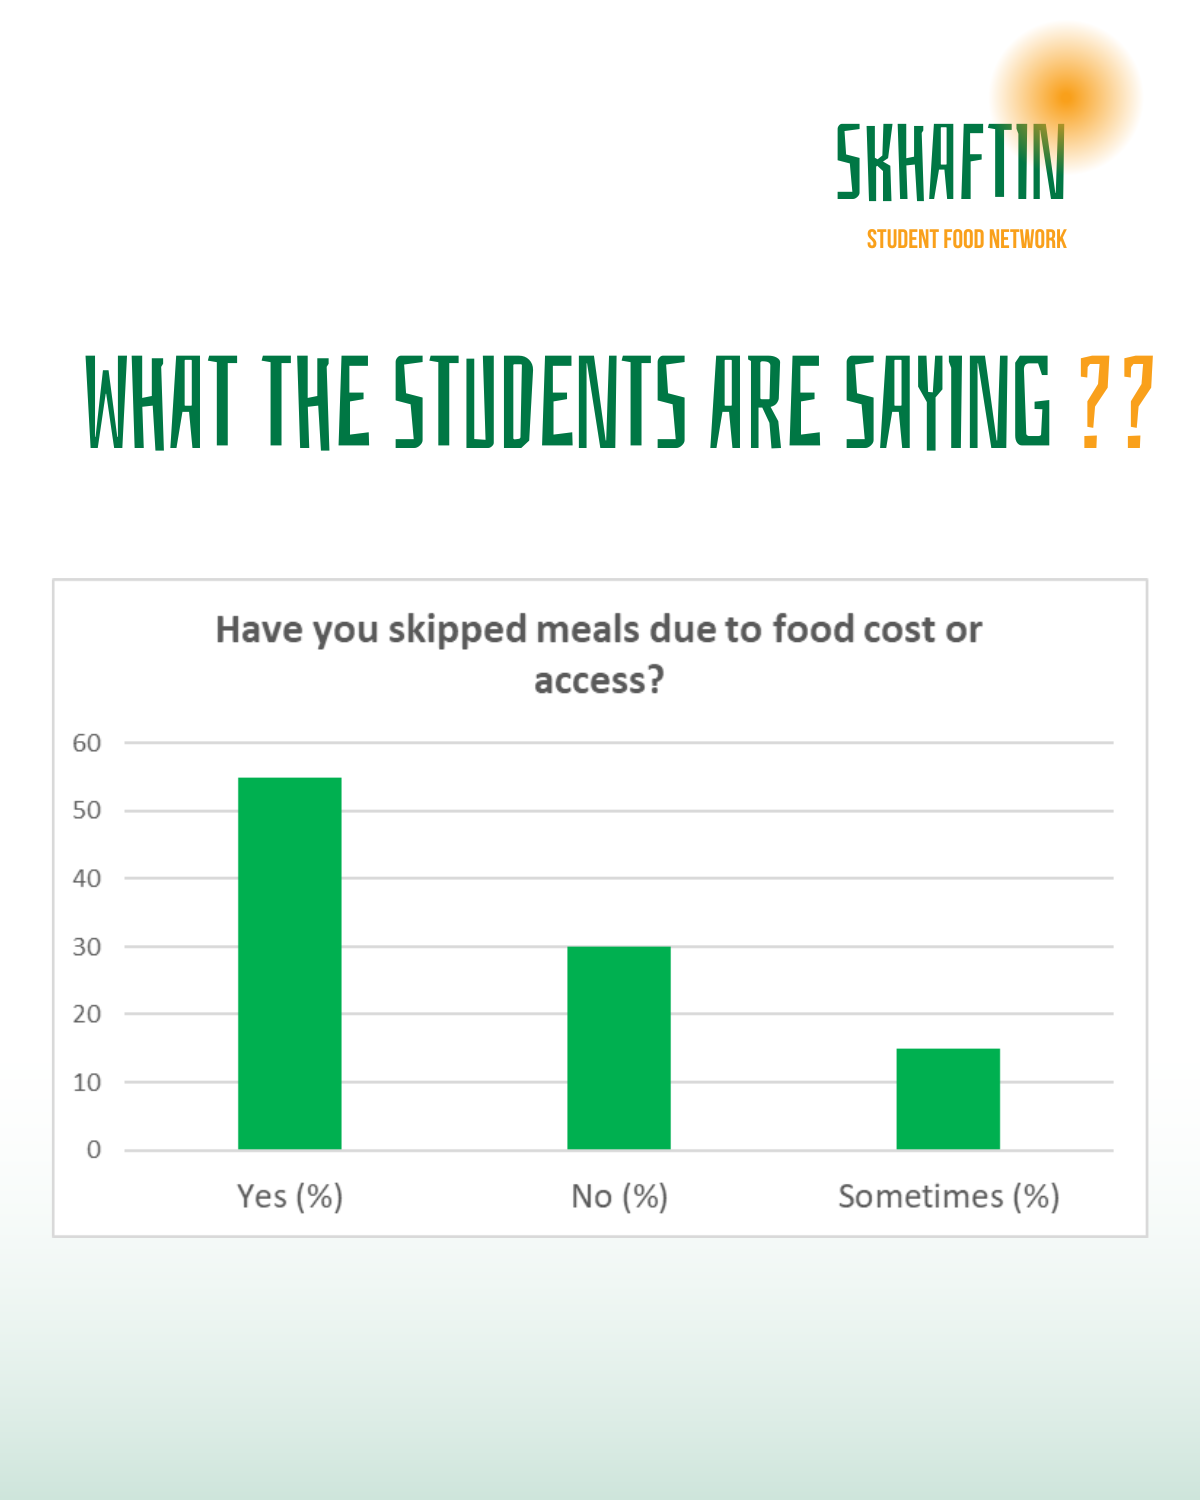 SKHAFTIN
STUDENT FOOD NETWORK
WHAT THE STUDENTS ARE SAYING ??
Have you skipped meals due to food cost or
access?
60
50
40
30
20
10
0
Yes (%)
No (%)
Sometimes (%)